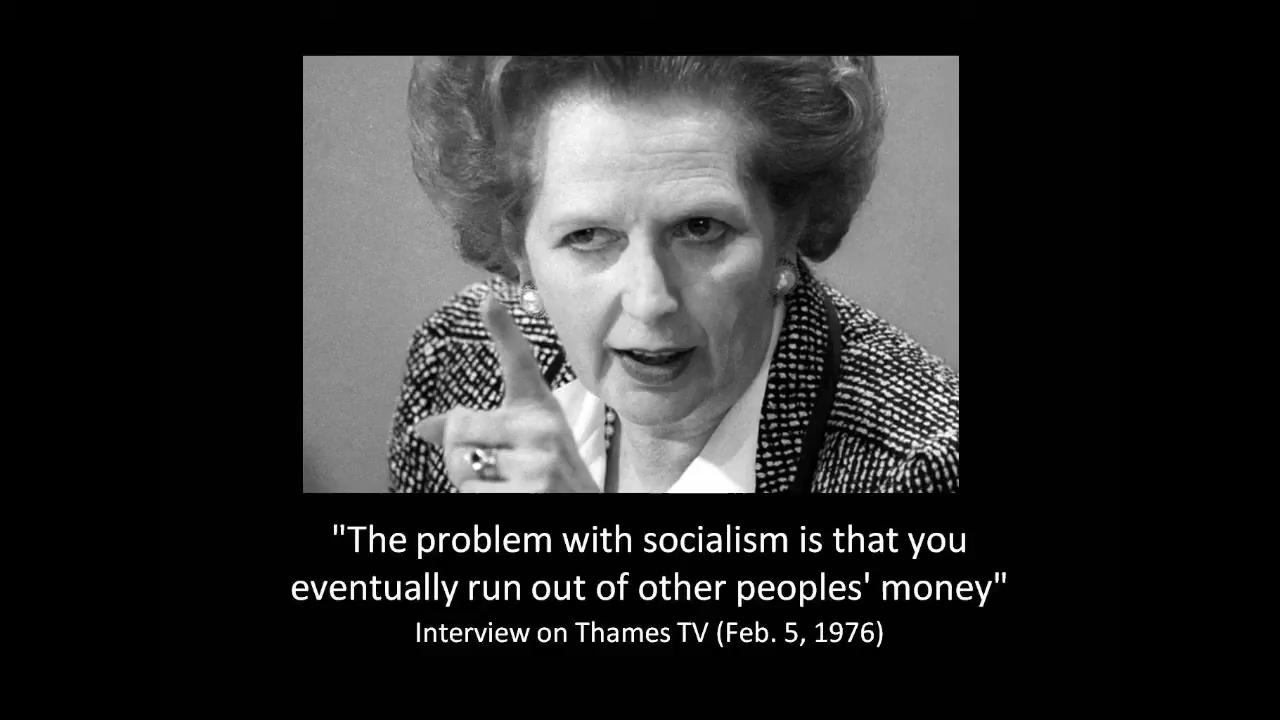 "The problem with socialism is that you
eventually run out of other peoples' money"
Interview on Thames TV (Feb. 5, 1976)